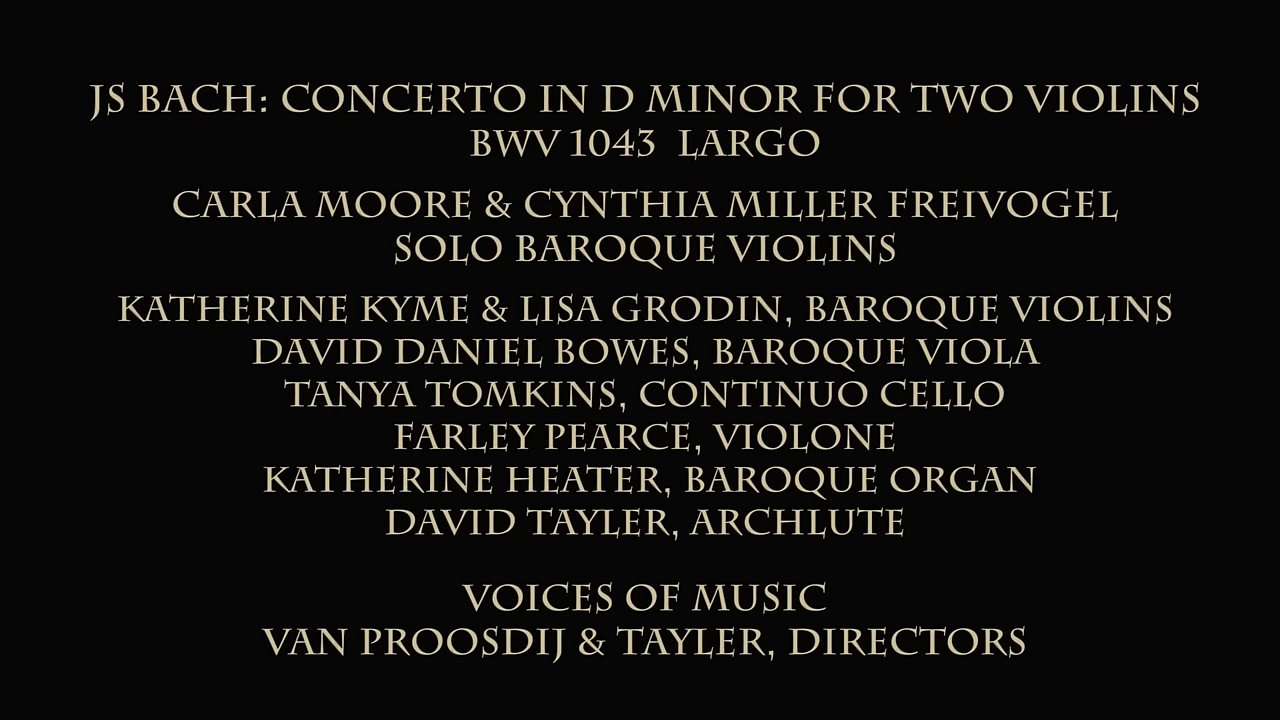 JS BACH: CONCERTO IN D MINOR FOR TWO VIOLINS
BWV 1043 LARGO
CARLA MOORE & CYNTHIA MILLER FREIVOGEL
SOLO BAROQUE VIOLINS
KATHERINE KYME & LISA GRODIN, BAROQUE VIOLINS
DAVID DANIEL BOWES, BAROQUE VIOLA
TANYA TOMKINS, CONTINUO CELLO
FARLEY PEARCE, VIOLONE
KATHERINE HEATER, BAROQUE ORGAN
DAVID TAYLER, ARCHLUTE
VOICES OF MUSIC
VAN PROOSDIJ & TAYLER, DIRECTORS